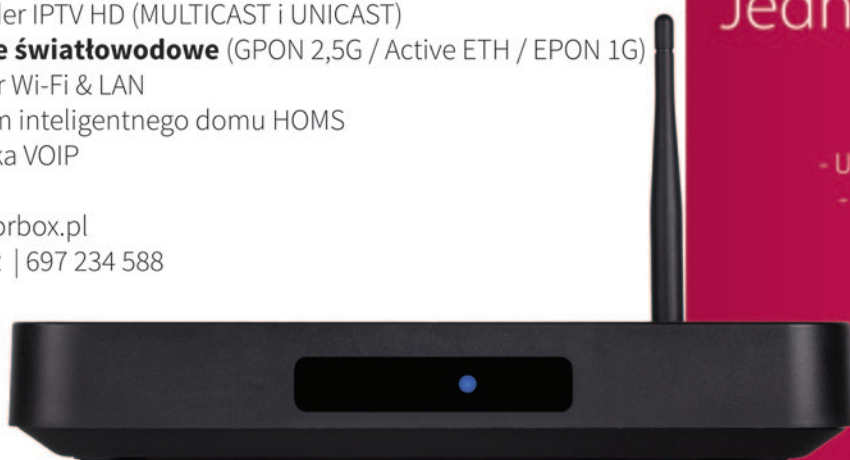 der IPTV HD (MULTICAST i UNICAST)
e światłowodowe (GPON 2,5G / Active ETH / EPON 1G)
r Wi-Fi & LAN
m inteligentnego domu HOMS
ka VOIP
orbox.pl
| 697 234 588
Jedn
- U
-